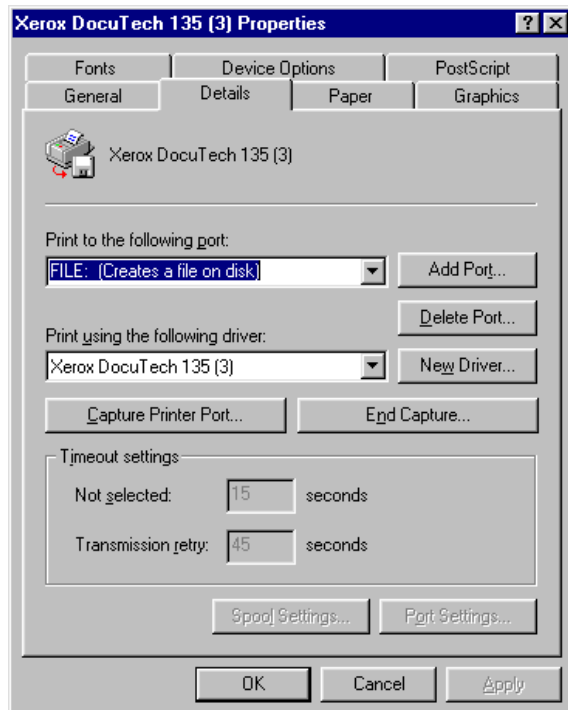 Xerox DocuTech 135 (3) Properties
Fonts Device Options PostScript
General Details Paper Graphics
Xerox DocuTech 135 (3)
Print to the following port:
FILE: (Creates a file on disk) Add Port...
Delete Port...
Print using the following driver:
Xerox DocuTech 135 (3) New Driver...
Capture Printer Port... End Capture...
Timeout settings
Not selected: 15 seconds
Transmission retry: 45 seconds
Spool Settings... Port Settings...
OK Cancel Apply